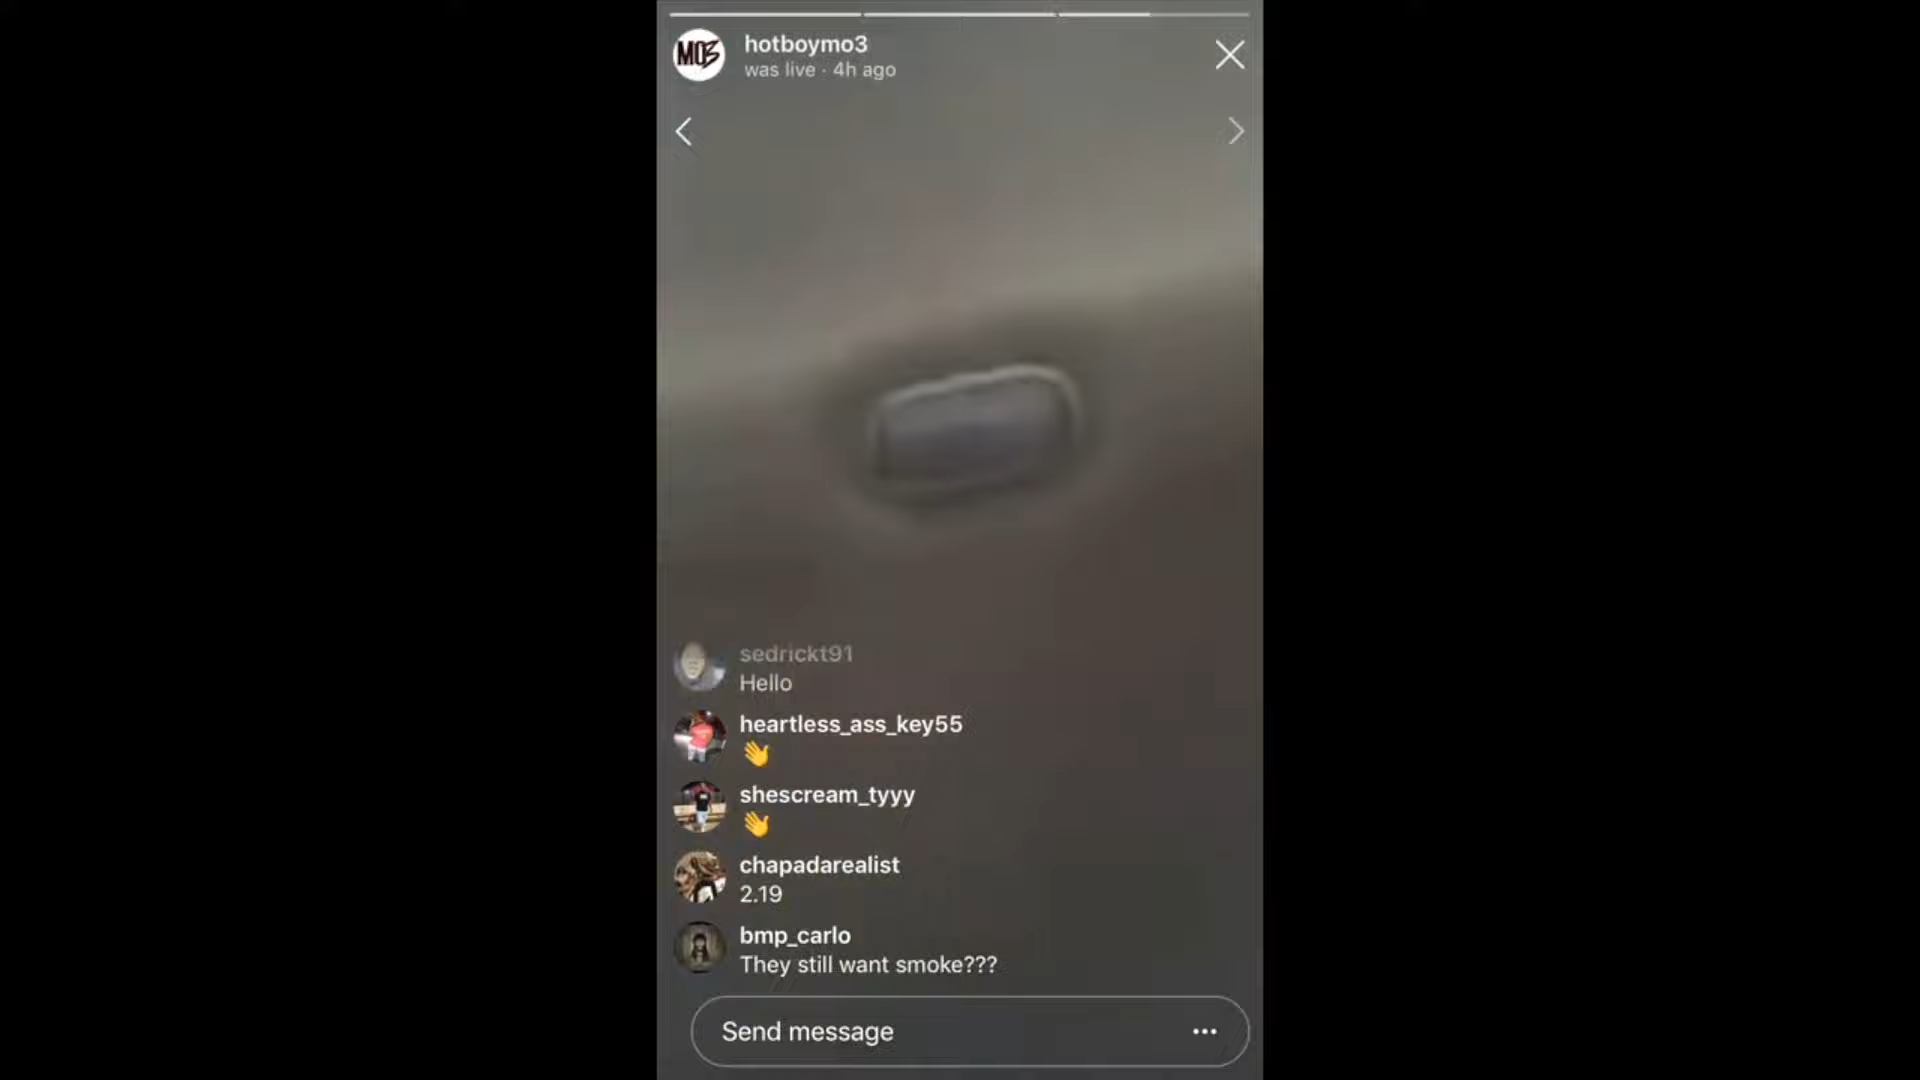 MO3
hotboymo3
was live · 4h ago
sedrickt91
Hello
heartless_ass_key55
👋
shescream_tyyy
👋
chapadarealist
2.19
bmp_carlo
They still want smoke???
Send message